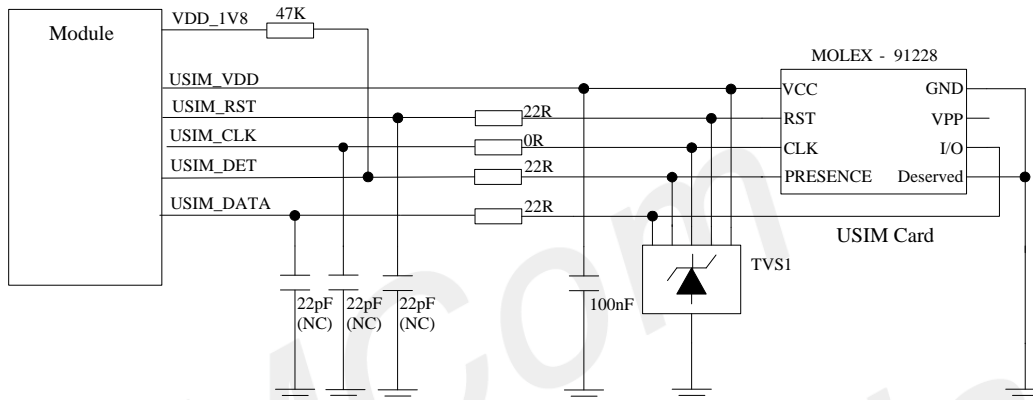 VDD_1V8
47K
Module
MOLEX - 91228
USIM_VDD
VCC
GND
USIM_RST
22R
RST
VPP
USIM_CLK
0R
CLK
I/O
USIM_DET
22R
PRESENCE
Deserved
USIM_DATA
22R
USIM Card
TVS1
22pF
(NC)
22pF
(NC)
22pF
(NC)
100nF